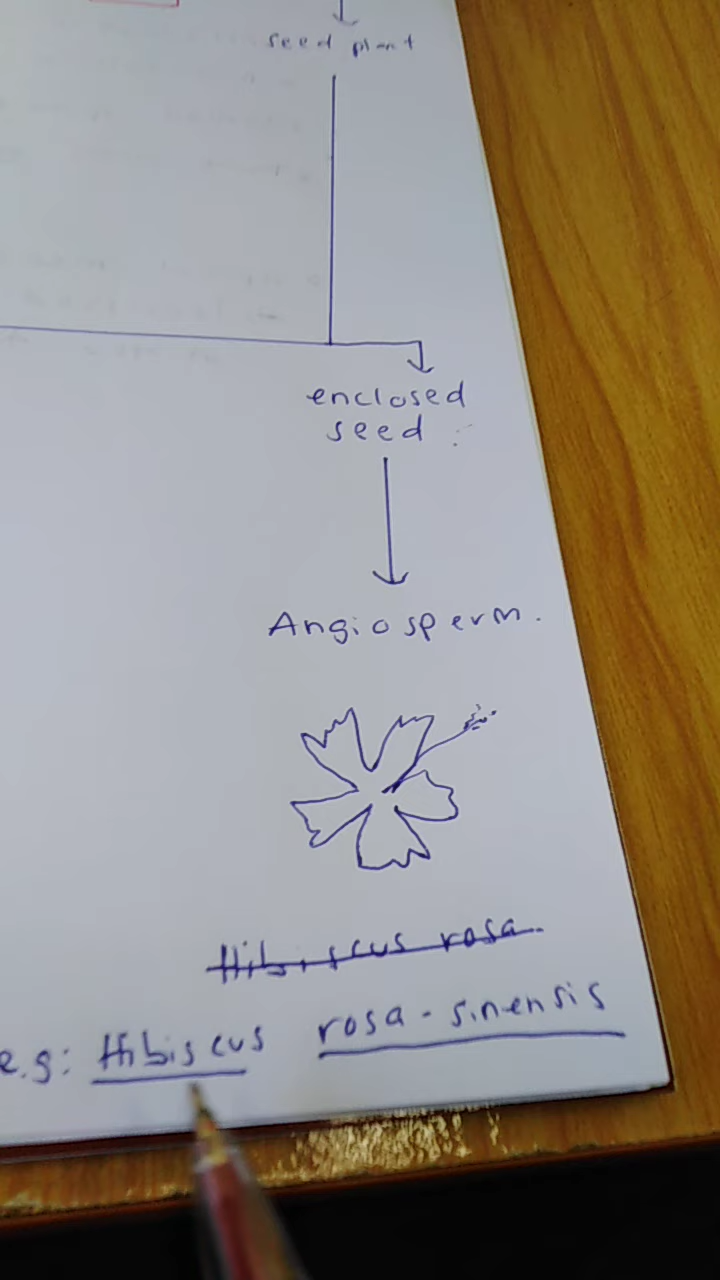 seed plant
enclosed
seed
Angiosperm.
Hibiscus rosa.
e.g: Hibiscus rosa-sinensis